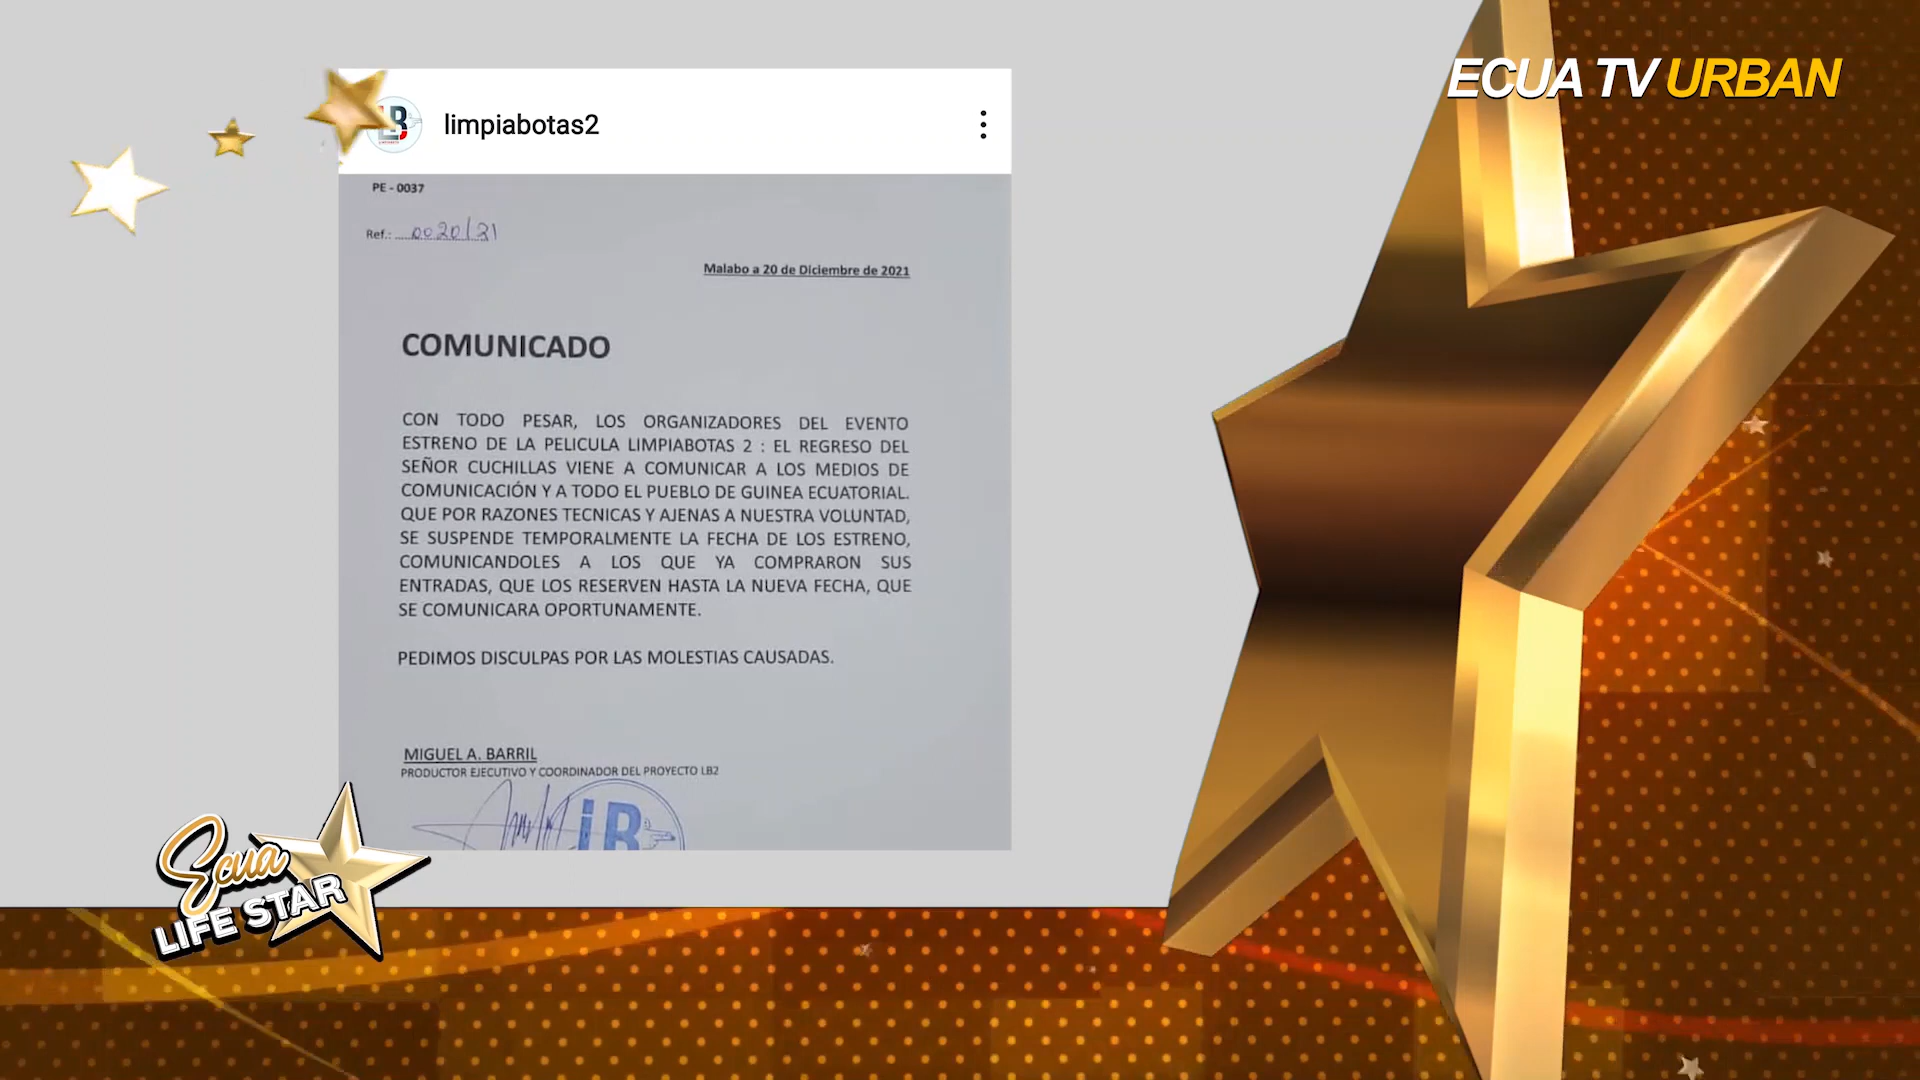 ECUA TV URBAN
LB
limpiabotas2
PE - 0037
Ref.: 0020/21
Malabo a 20 de Diciembre de 2021
COMUNICADO
CON TODO PESAR, LOS ORGANIZADORES DEL EVENTO
ESTRENO DE LA PELICULA LIMPIABOTAS 2 : EL REGRESO DEL
SEÑOR CUCHILLAS VIENE A COMUNICAR A LOS MEDIOS DE
COMUNICACIÓN Y A TODO EL PUEBLO DE GUINEA ECUATORIAL.
QUE POR RAZONES TECNICAS Y AJENAS A NUESTRA VOLUNTAD,
SE SUSPENDE TEMPORALMENTE LA FECHA DE LOS ESTRENO,
COMUNICANDOLES A LOS QUE YA COMPRARON SUS
ENTRADAS, QUE LOS RESERVEN HASTA LA NUEVA FECHA, QUE
SE COMUNICARA OPORTUNAMENTE.
PEDIMOS DISCULPAS POR LAS MOLESTIAS CAUSADAS.
MIGUEL A. BARRIL
PRODUCTOR EJECUTIVO Y COORDINADOR DEL PROYECTO LB2
LB
Ecua
LIFE STAR